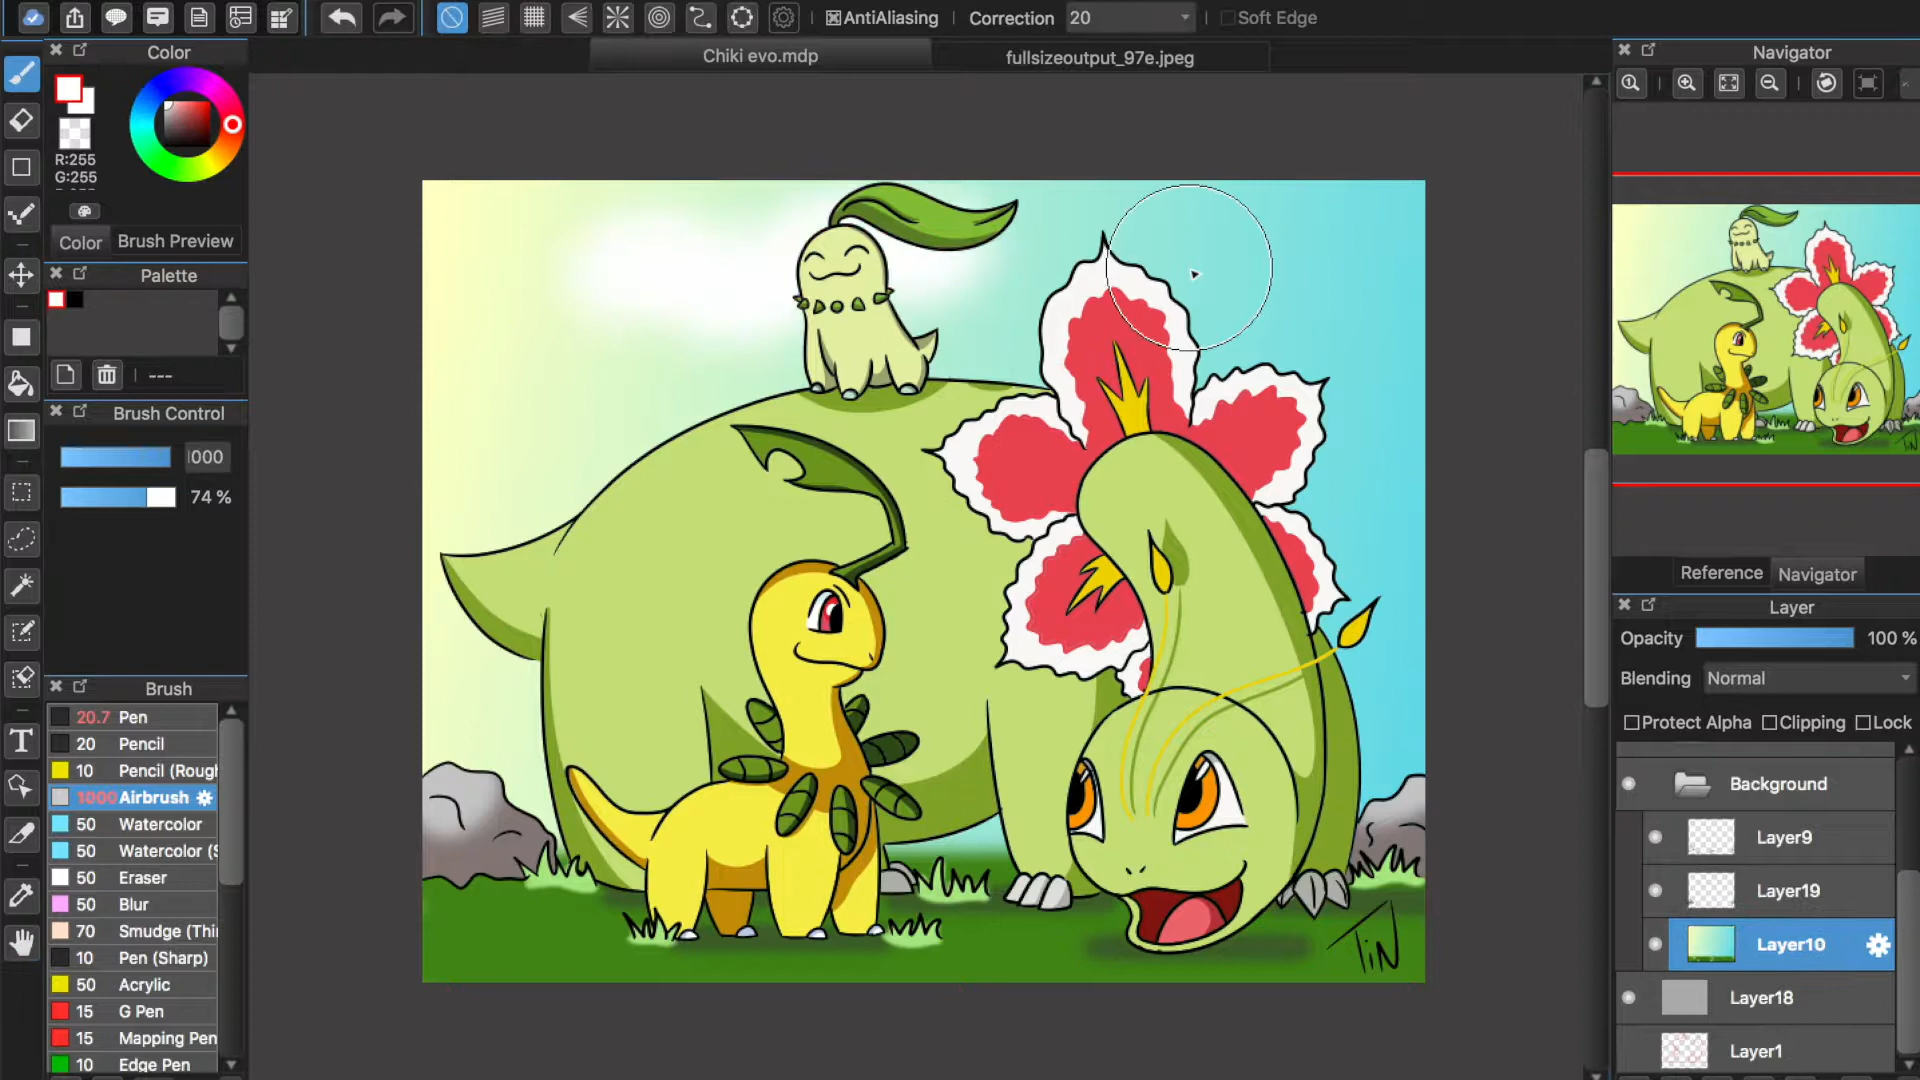 AntiAliasing
Correction 20
Soft Edge
Color
Chiki evo.mdp
fullsizeoutput_97e.jpeg
Navigator
R:255
G:255
Color
Brush Preview
Palette
---
Brush Control
000
74 %
Brush
20.7 Pen
20 Pencil
10 Pencil (Roug
1000 Airbrush
50 Watercolor
50 Watercolor (S
50 Eraser
50 Blur
70 Smudge (Thi
10 Pen (Sharp)
50 Acrylic
15 G Pen
15 Mapping Pen
10 Edge Pen
TiN
Reference
Navigator
Layer
Opacity 100 %
Blending Normal
Protect Alpha Clipping Lock
Background
Layer9
Layer19
Layer10
Layer18
Layer1